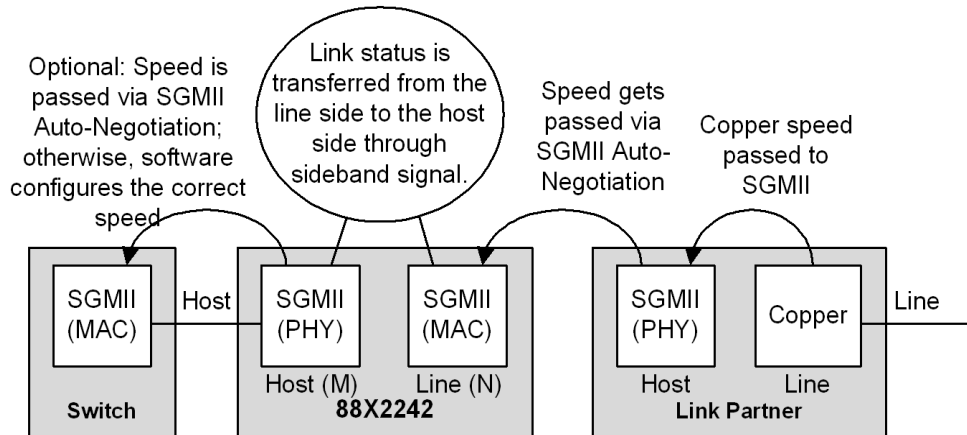 Optional: Speed is
passed via SGMII
Auto-Negotiation;
otherwise, software
configures the correct
speed
Link status is
transferred from the
line side to the host
side through
sideband signal.
Speed gets
passed via
SGMII Auto-
Negotiation
Copper speed
passed to
SGMII
SGMII
(MAC)
Host
SGMII
(PHY)
SGMII
(MAC)
SGMII
(PHY)
Copper
Line
Host (M)
Line (N)
Host
Line
Switch
88X2242
Link Partner